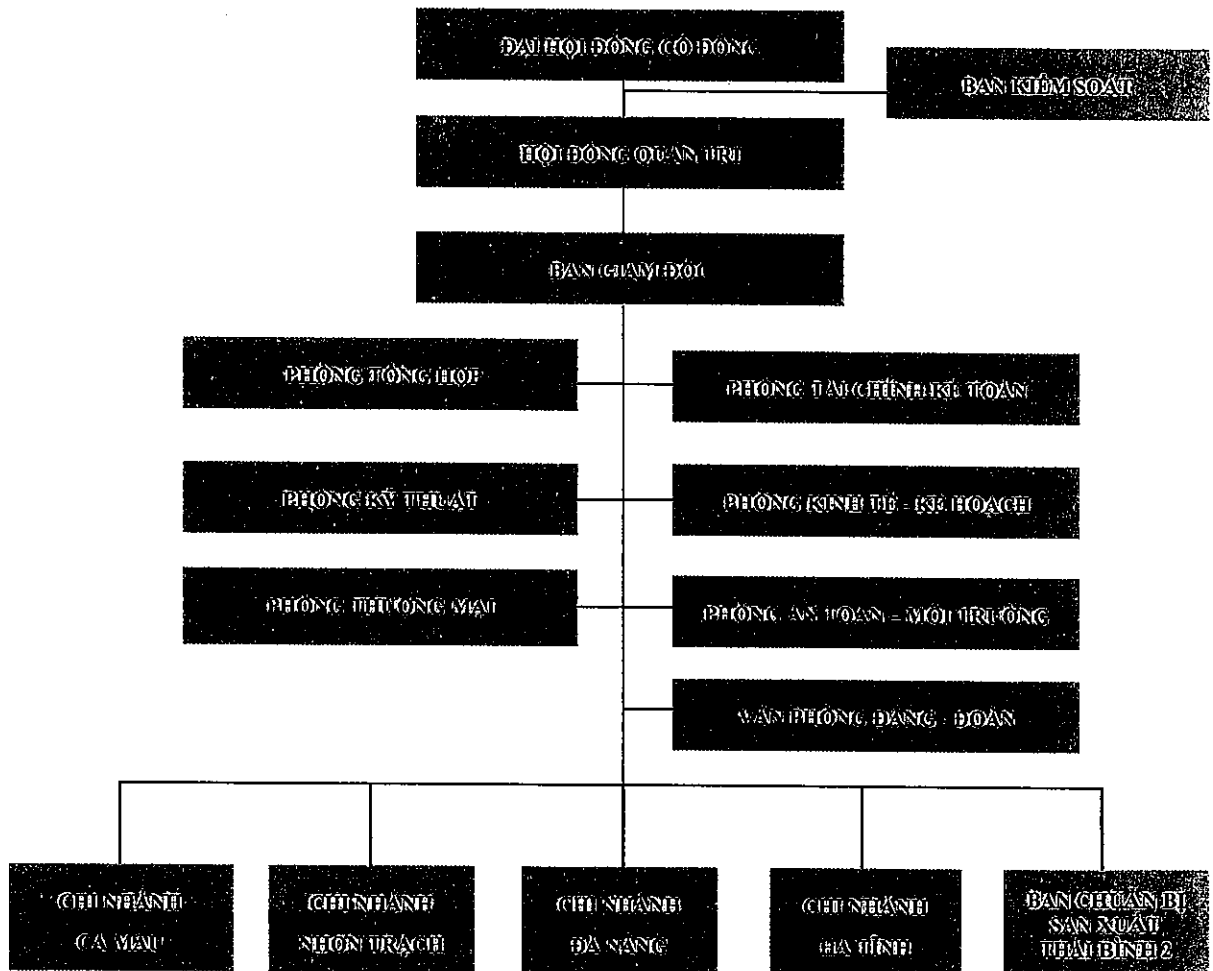 ĐẠI HỘI ĐỒNG CỔ ĐÔNG
BAN KIỂM SOÁT
HỘI ĐỒNG QUẢN TRỊ
BAN GIÁM ĐỐC
PHÒNG TỔNG HỢP
PHÒNG TÀI CHÍNH KẾ TOÁN
PHÒNG KỸ THUẬT
PHÒNG KINH TẾ - KẾ HOẠCH
PHÒNG THƯƠNG MẠI
PHÒNG AN TOÀN – MÔI TRƯỜNG
VĂN PHÒNG ĐẢNG - ĐOÀN
CHI NHÁNH
CÀ MAU
CHI NHÁNH
NHƠN TRẠCH
CHI NHÁNH
ĐÀ NẴNG
CHI NHÁNH
HÀ TĨNH
BAN CHUẨN BỊ
SẢN XUẤT
THÁI BÌNH 2